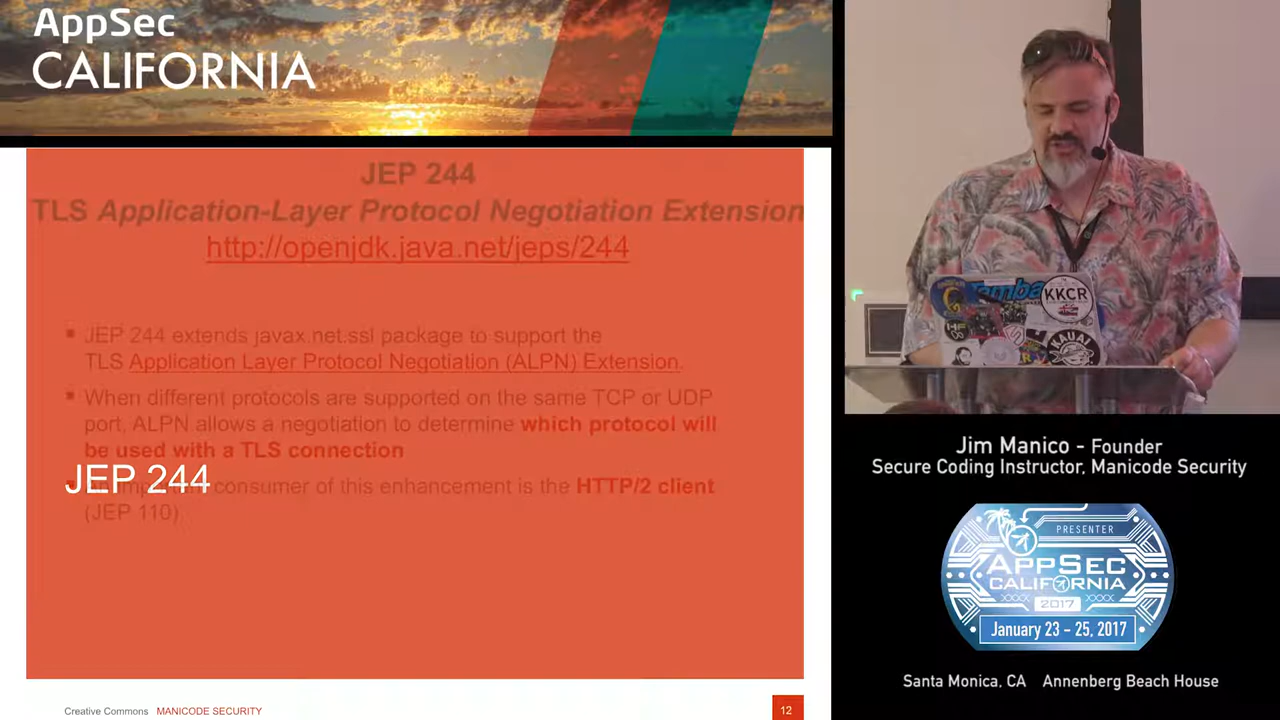 AppSec
CALIFORNIA
JEP 244
TLS Application-Layer Protocol Negotiation Extension
http://openjdk.java.net/jeps/244
JEP 244 extends javax.net.ssl package to support the
TLS Application Layer Protocol Negotiation (ALPN) Extension.
When different protocols are supported on the same TCP or UDP
port, ALPN allows a negotiation to determine which protocol will
be used with a TLS connection
consumer of this enhancement is the HTTP/2 client
(JEP 110)
JEP 244
Creative Commons MANICODE SECURITY
12
KKCR
KAUAI
Jim Manico - Founder
Secure Coding Instructor, Manicode Security
PRESENTER
APPSEC
CALIFORNIA
2017
January 23 - 25, 2017
Santa Monica, CA Annenberg Beach House